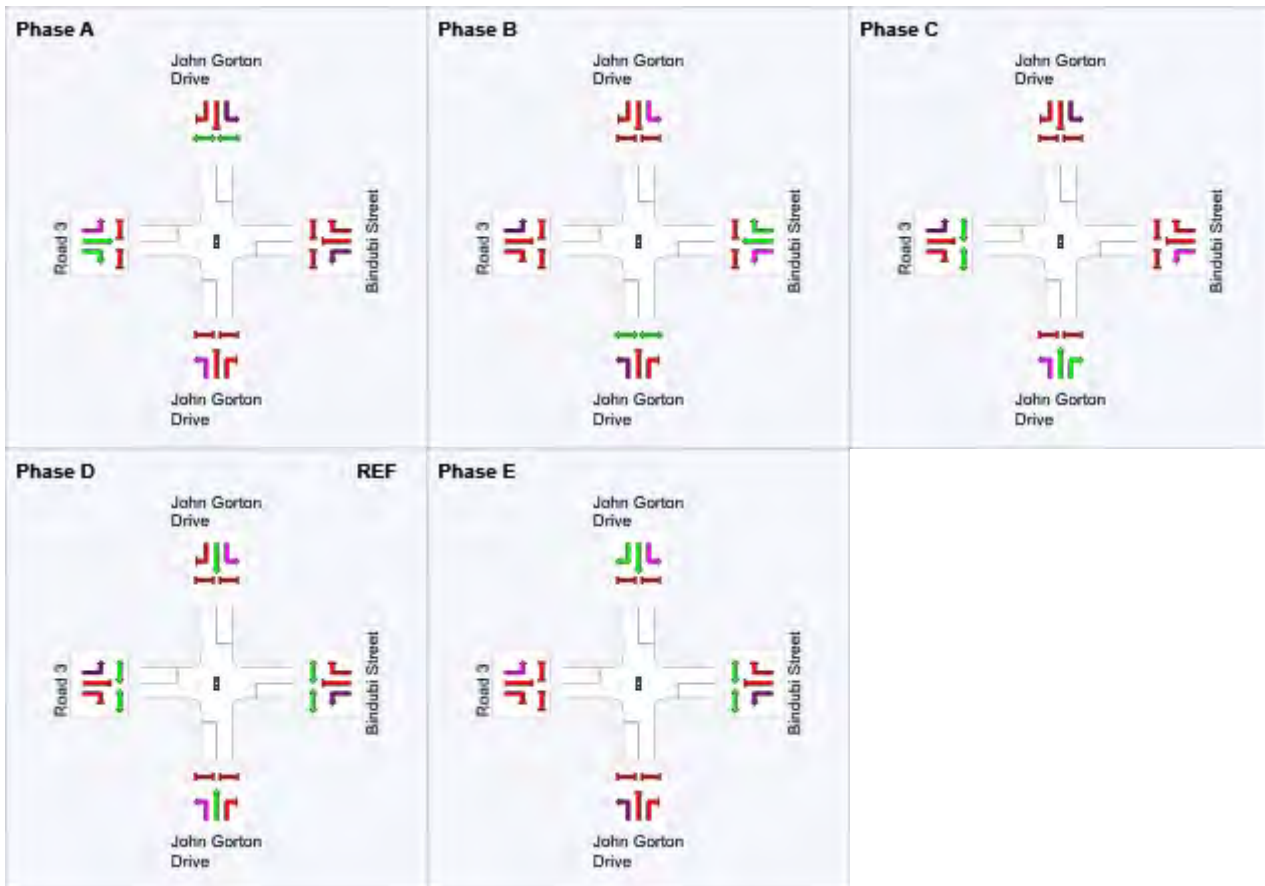 Phase A
John Gorton
Drive
Road 3
Bindubi Street
John Gorton
Drive
Phase B
John Gorton
Drive
Road 3
Bindubi Street
John Gorton
Drive
Phase C
John Gorton
Drive
Road 3
Bindubi Street
John Gorton
Drive
Phase D
REF
John Gorton
Drive
Road 3
Bindubi Street
John Gorton
Drive
Phase E
John Gorton
Drive
Road 3
Bindubi Street
John Gorton
Drive